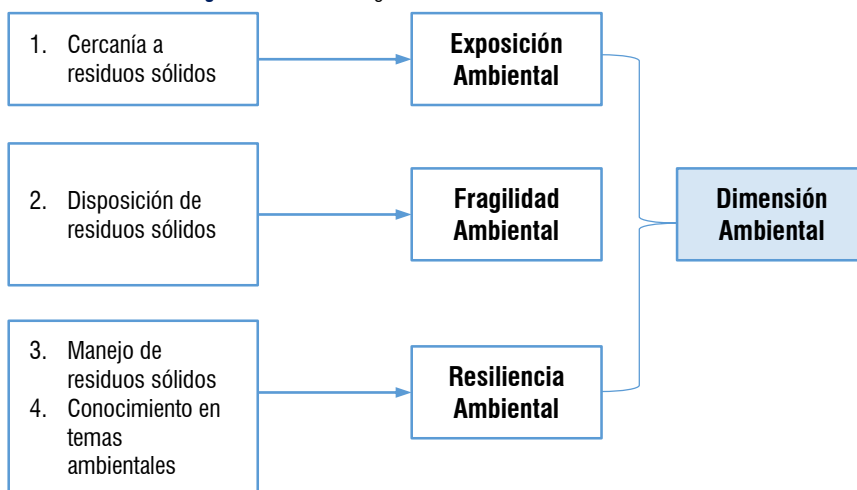 1. Cercanía a
residuos sólidos
Exposición
Ambiental
2. Disposición de
residuos sólidos
Fragilidad
Ambiental
Dimensión
Ambiental
3. Manejo de
residuos sólidos
4. Conocimiento en
temas
ambientales
Resiliencia
Ambiental